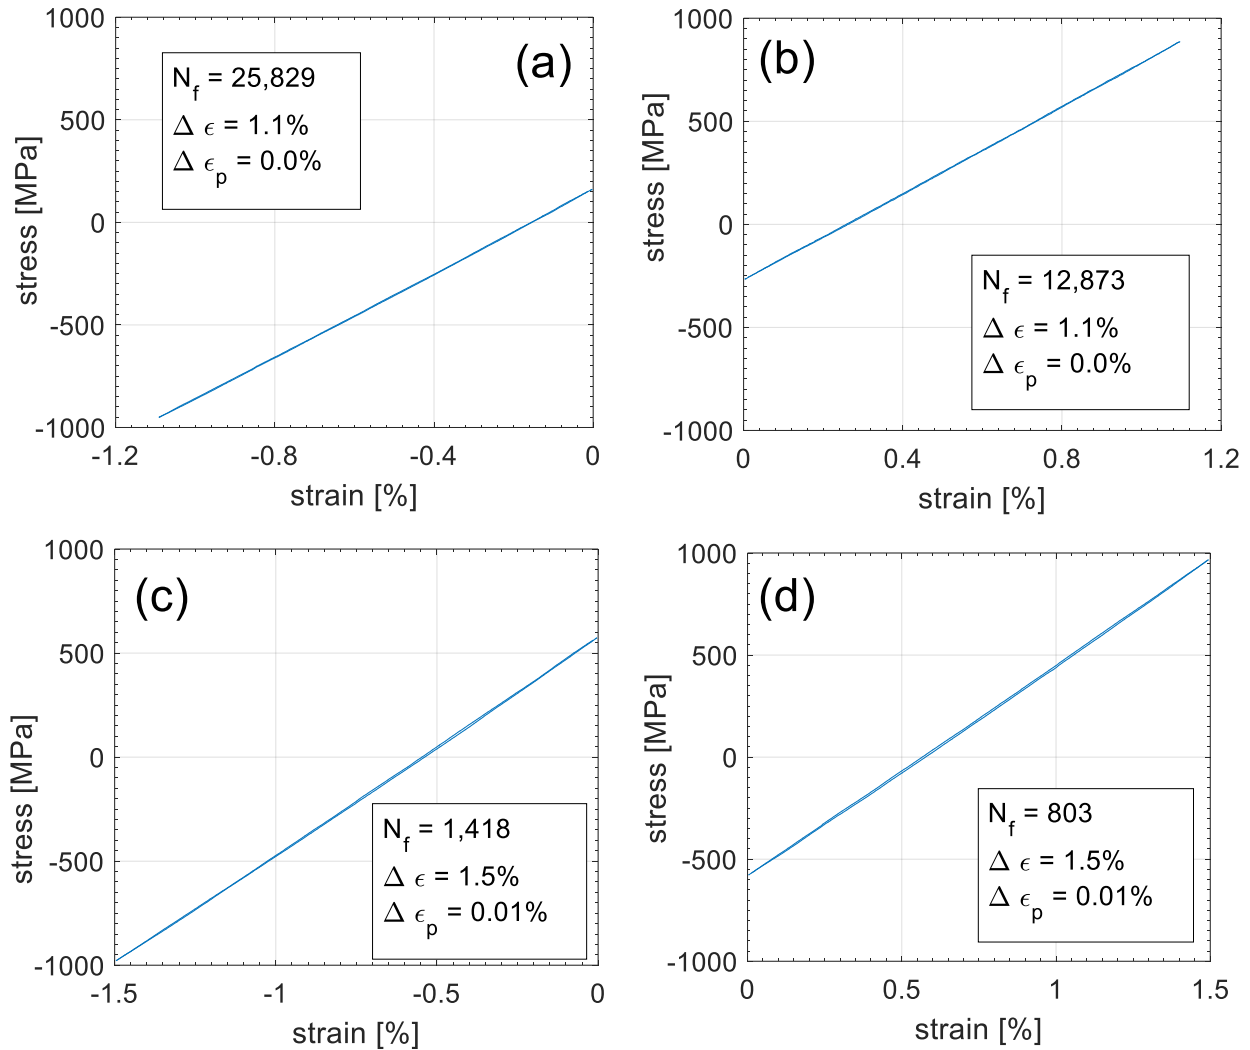 (a)
N_f = 25,829
Δ ϵ = 1.1%
Δ ϵ_p = 0.0%
1000
500
0
-500
-1000
stress [MPa]
-1.2
-0.8
-0.4
0
strain [%]
(b)
N_f = 12,873
Δ ϵ = 1.1%
Δ ϵ_p = 0.0%
1000
500
0
-500
-1000
stress [MPa]
0
0.4
0.8
1.2
strain [%]
(c)
N_f = 1,418
Δ ϵ = 1.5%
Δ ϵ_p = 0.01%
1000
500
0
-500
-1000
stress [MPa]
-1.5
-1
-0.5
0
strain [%]
(d)
N_f = 803
Δ ϵ = 1.5%
Δ ϵ_p = 0.01%
1000
500
0
-500
-1000
stress [MPa]
0
0.5
1
1.5
strain [%]